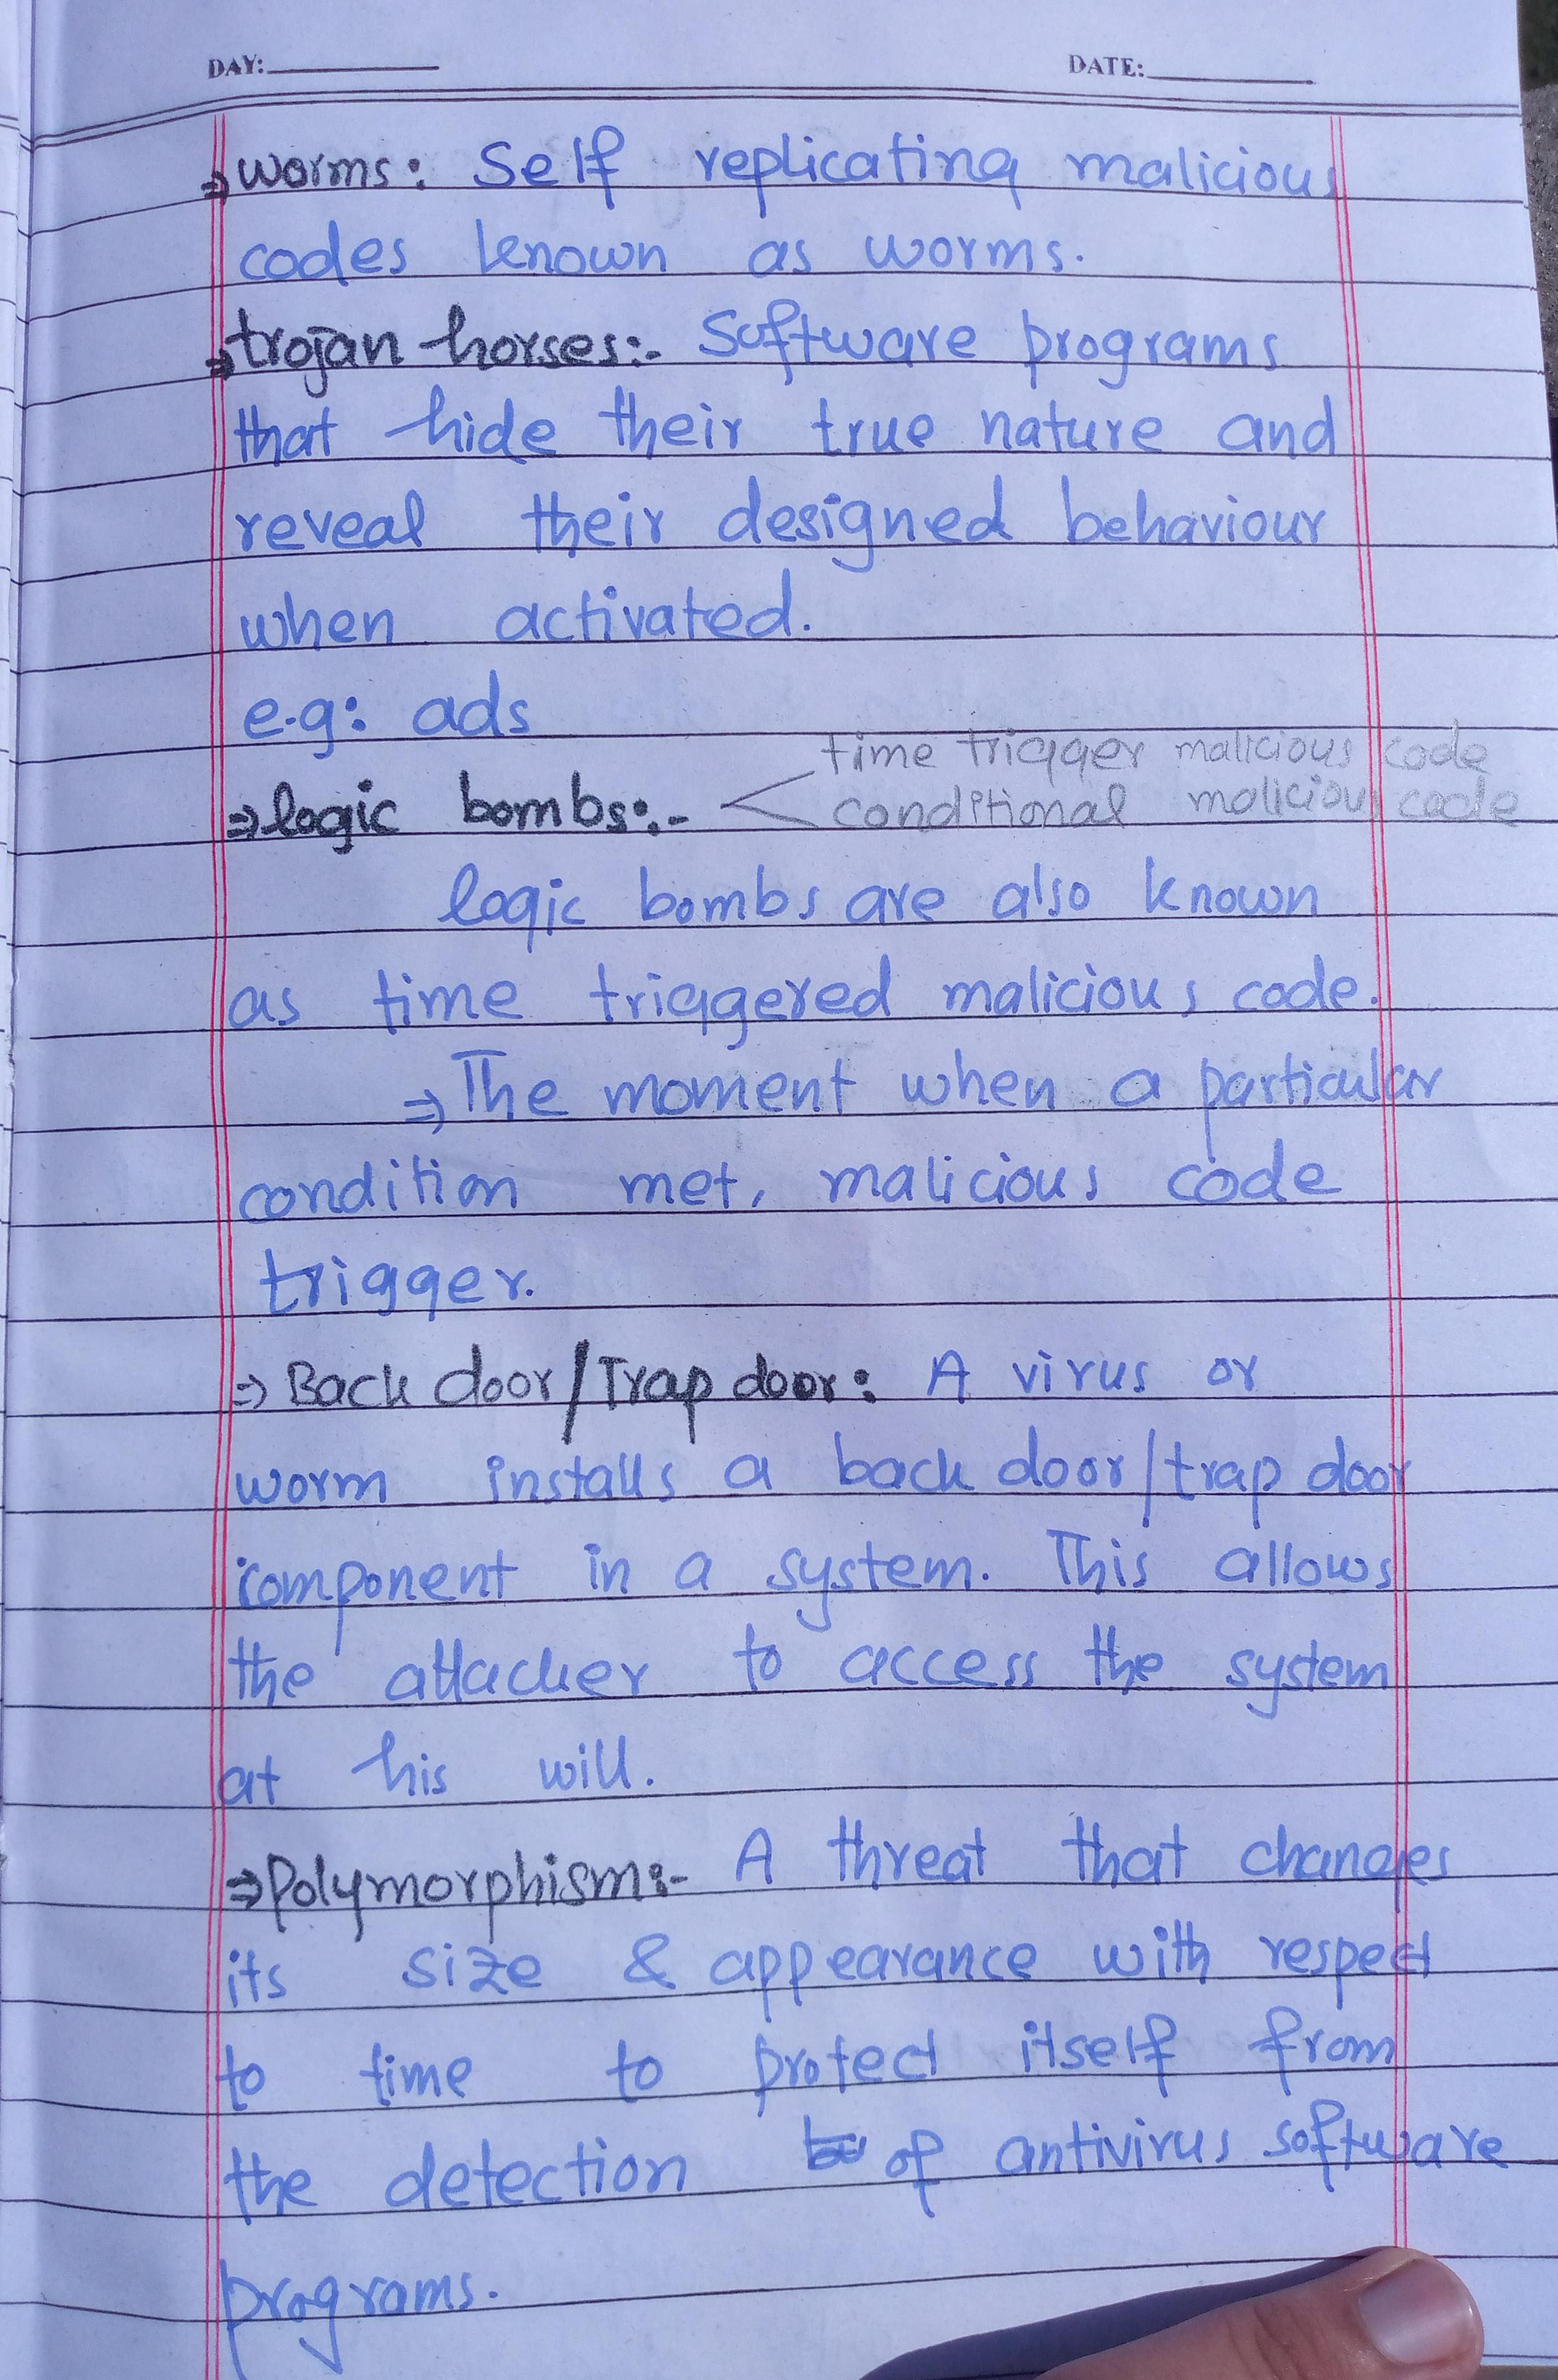 DAY: DATE:
⇒ worms: Self replicating malicious
codes known as worms.
⇒ trojan horses:- Software programs
that hide their true nature and
reveal their designed behaviour
when activated.
e.g: ads
time trigger malicious code
⇒ logic bombs:- < conditional malicious code
logic bombs are also known
as time triggered malicious code.
⇒ The moment when a particular
condition met, malicious code
trigger.
⇒ Back door/Trap door: A virus or
worm installs a back door/trap door
component in a system. This allows
the attacker to access the system
at his will.
⇒ Polymorphism:- A threat that changes
its size & appearance with respect
to time to protect itself from
the detection of antivirus software
programs.